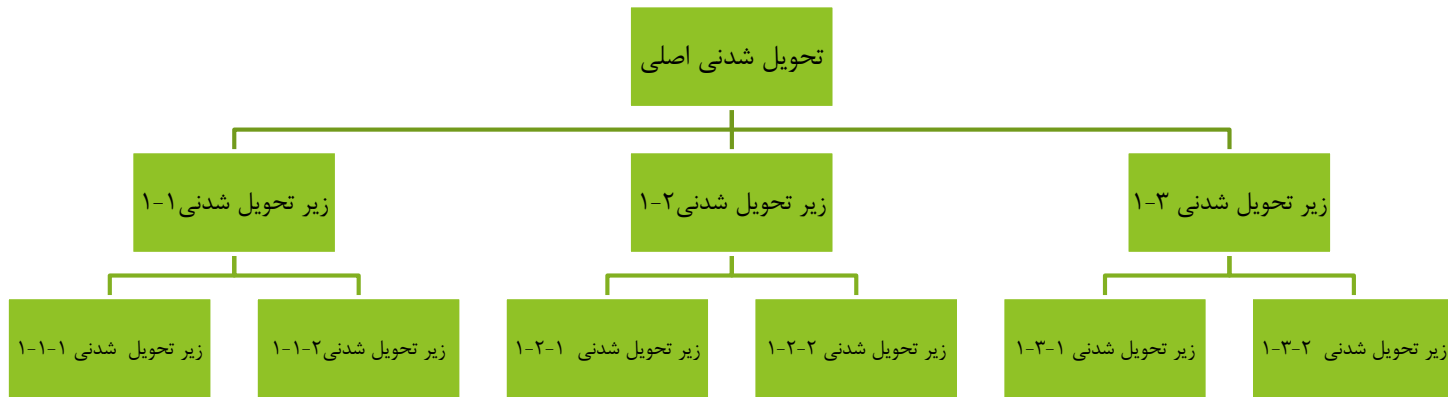 تحویل شدنی اصلی
زیر تحویل شدنی۱-۱
زیر تحویل شدنی۲-۱
زیر تحویل شدنی ۳-۱
زیر تحویل شدنی ۱-۱-۱
زیر تحویل شدنی۲-۱-۱
زیر تحویل شدنی ۱-۲-۱
زیر تحویل شدنی ۲-۲-۱
زیر تحویل شدنی ۱-۳-۱
زیر تحویل شدنی ۲-۳-۱